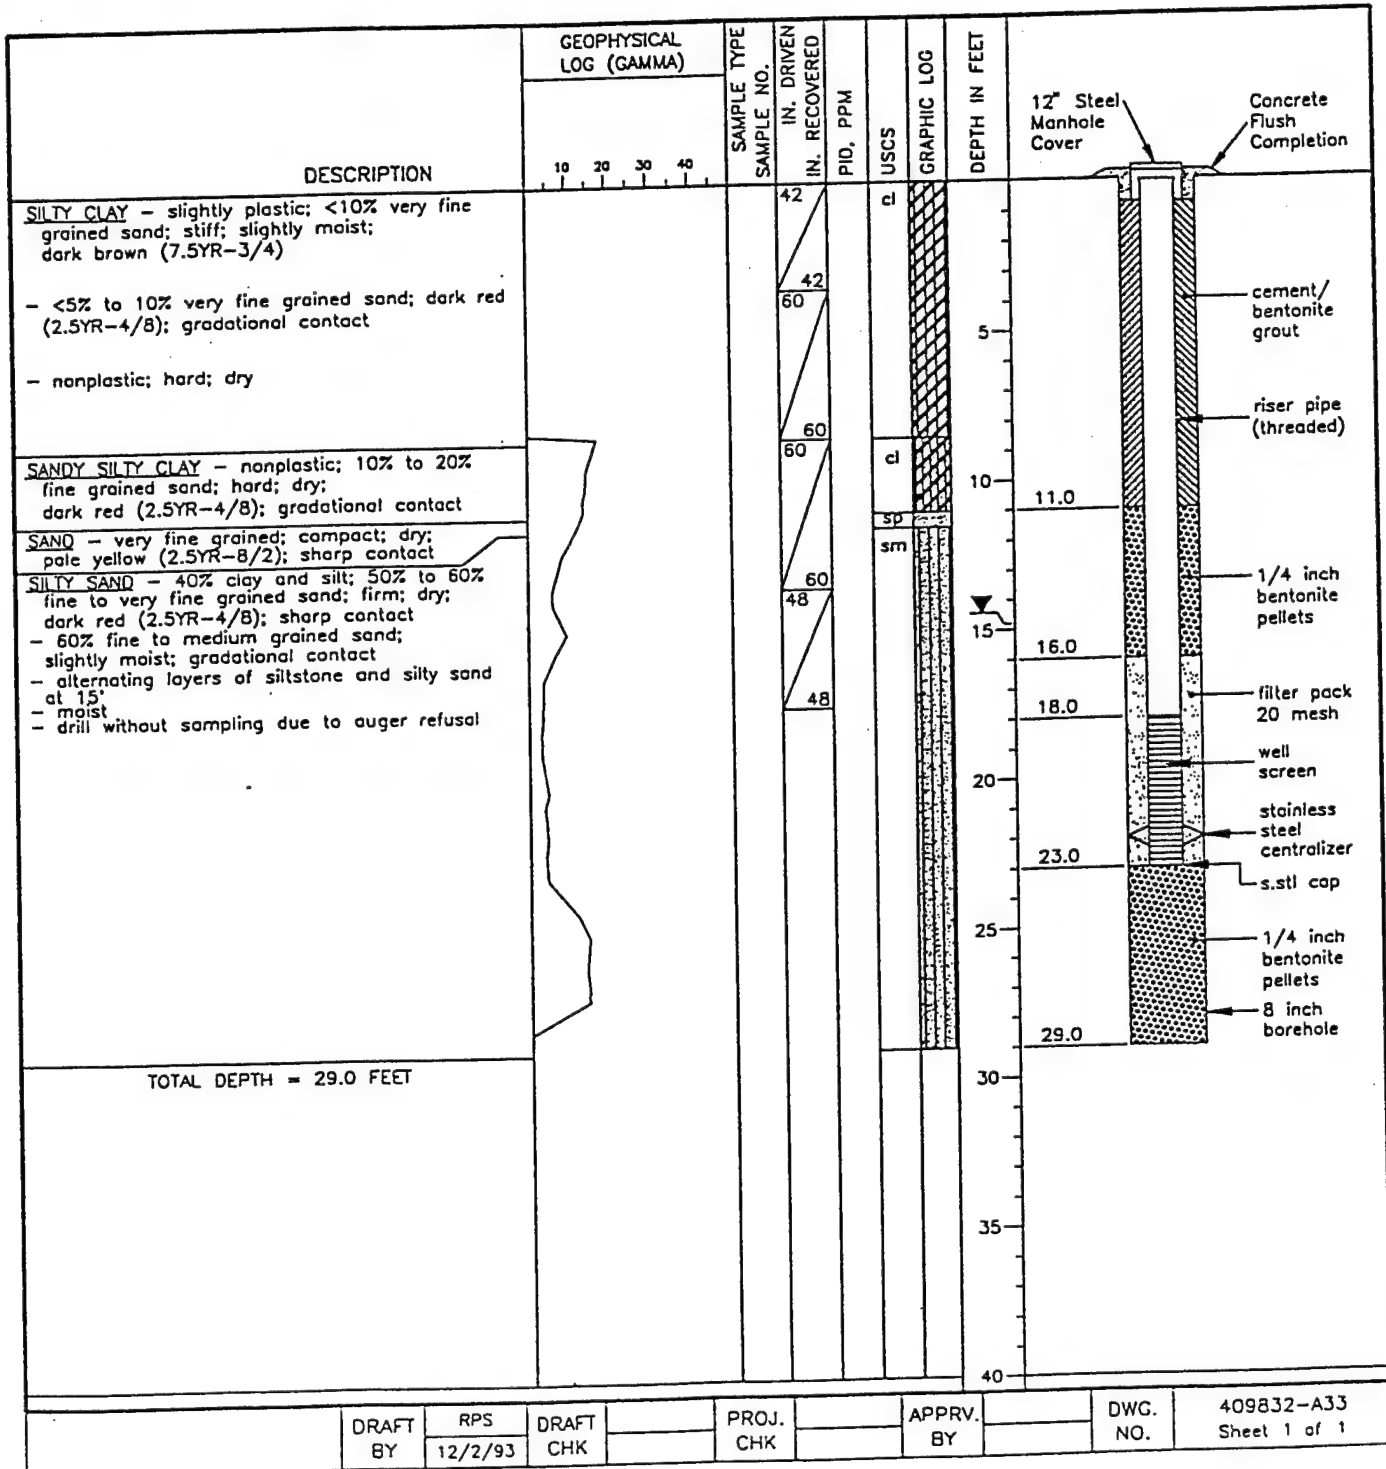 GEOPHYSICAL
LOG (GAMMA)
10 20 30 40
DESCRIPTION
SAMPLE TYPE
SAMPLE NO.
IN. DRIVEN
IN. RECOVERED
PID, PPM
USCS
GRAPHIC LOG
DEPTH IN FEET
12" Steel
Manhole
Cover
Concrete
Flush
Completion
SILTY CLAY – slightly plastic; <10% very fine
grained sand; stiff; slightly moist;
dark brown (7.5YR-3/4)
– <5% to 10% very fine grained sand; dark red
(2.5YR-4/8); gradational contact
– nonplastic; hard; dry
SANDY SILTY CLAY – nonplastic; 10% to 20%
fine grained sand; hard; dry;
dark red (2.5YR-4/8); gradational contact
SAND – very fine grained; compact; dry;
pale yellow (2.5YR-8/2); sharp contact
SILTY SAND – 40% clay and silt; 50% to 60%
fine to very fine grained sand; firm; dry;
dark red (2.5YR-4/8); sharp contact
– 60% fine to medium grained sand;
slightly moist; gradational contact
– alternating layers of siltstone and silty sand
at 15'
– moist
– drill without sampling due to auger refusal
TOTAL DEPTH = 29.0 FEET
42
42
60
60
60
60
48
48
cl
cl
sp
sm
5
10
15
20
25
30
35
40
11.0
16.0
18.0
23.0
29.0
cement/
bentonite
grout
riser pipe
(threaded)
1/4 inch
bentonite
pellets
filter pack
20 mesh
well
screen
stainless
steel
centralizer
s.stl cap
1/4 inch
bentonite
pellets
8 inch
borehole
DRAFT
BY
RPS
12/2/93
DRAFT
CHK
PROJ.
CHK
APPRV.
BY
DWG.
NO.
409832-A33
Sheet 1 of 1